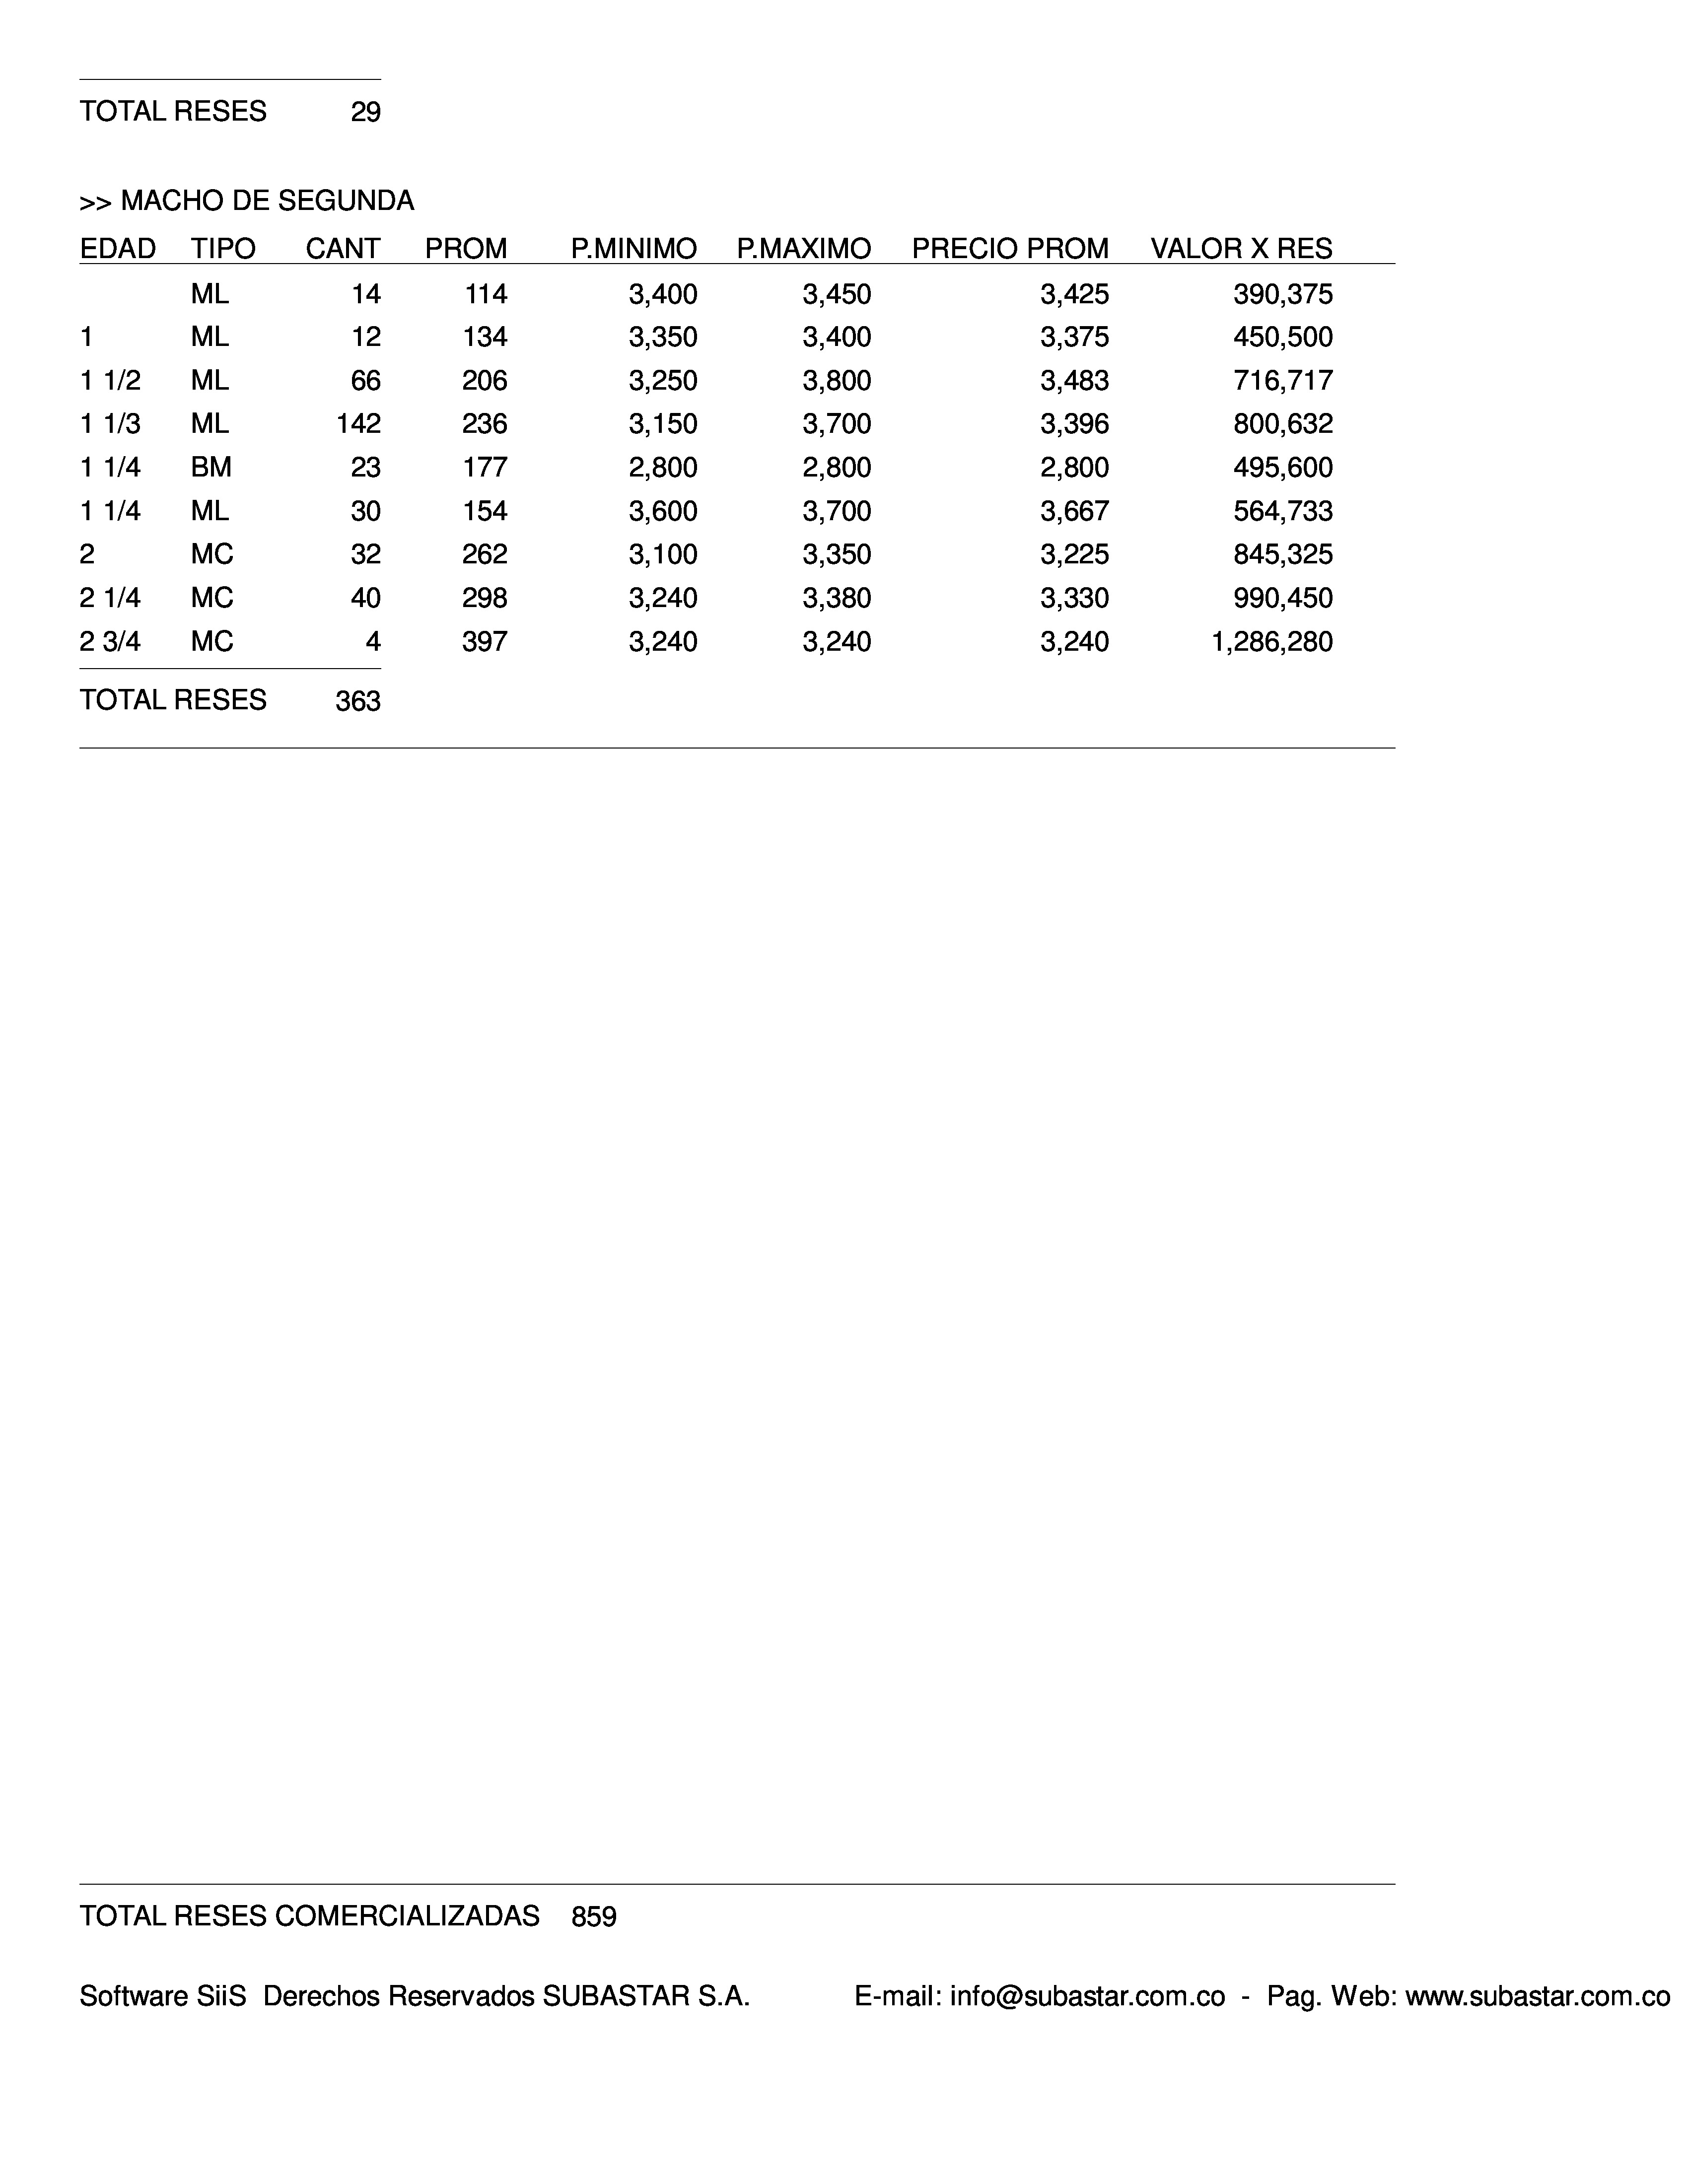 TOTAL RESES 29
>> MACHO DE SEGUNDA
EDAD TIPO CANT PROM P.MINIMO P.MAXIMO PRECIO PROM VALOR X RES
ML 14 114 3,400 3,450 3,425 390,375
1 ML 12 134 3,350 3,400 3,375 450,500
1 1/2 ML 66 206 3,250 3,800 3,483 716,717
1 1/3 ML 142 236 3,150 3,700 3,396 800,632
1 1/4 BM 23 177 2,800 2,800 2,800 495,600
1 1/4 ML 30 154 3,600 3,700 3,667 564,733
2 MC 32 262 3,100 3,350 3,225 845,325
2 1/4 MC 40 298 3,240 3,380 3,330 990,450
2 3/4 MC 4 397 3,240 3,240 3,240 1,286,280
TOTAL RESES 363
TOTAL RESES COMERCIALIZADAS 859
Software SiiS Derechos Reservados SUBASTAR S.A. E-mail: info@subastar.com.co - Pag. Web: www.subastar.com.co